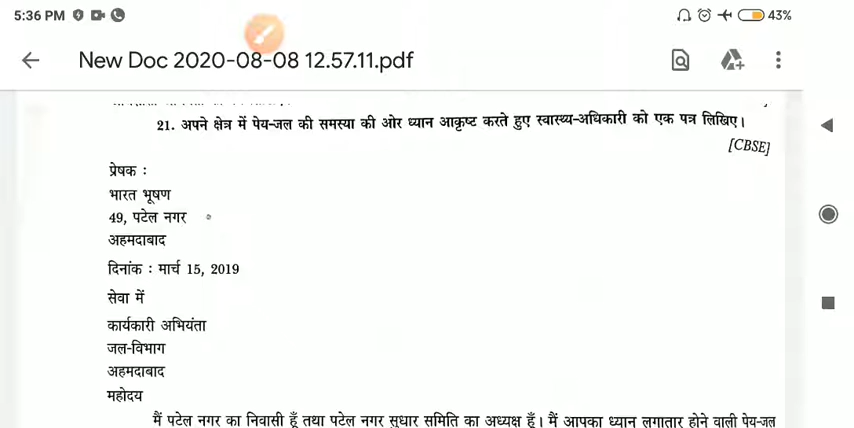 5:36 PM 43%
New Doc 2020-08-08 12.57.11.pdf
21. अपने क्षेत्र में पेय-जल की समस्या की ओर ध्यान आकृष्ट करते हुए स्वास्थ्य-अधिकारी को एक पत्र लिखिए।
[CBSE]
प्रेषक :
भारत भूषण
49, पटेल नगर
अहमदाबाद
दिनांक : मार्च 15, 2019
सेवा में
कार्यकारी अभियंता
जल-विभाग
अहमदाबाद
महोदय
मैं पटेल नगर का निवासी हूँ तथा पटेल नगर सुधार समिति का अध्यक्ष हूँ। मैं आपका ध्यान लगातार होने वाली पेय-जल